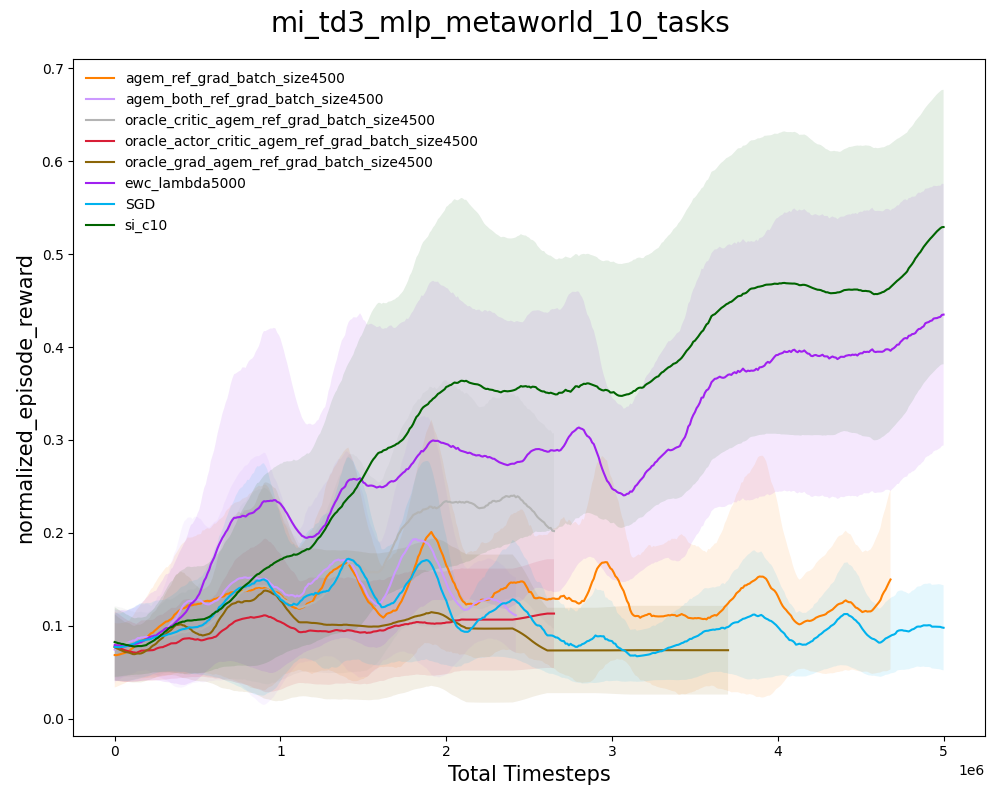 mi_td3_mlp_metaworld_10_tasks
agem_ref_grad_batch_size4500
agem_both_ref_grad_batch_size4500
oracle_critic_agem_ref_grad_batch_size4500
oracle_actor_critic_agem_ref_grad_batch_size4500
oracle_grad_agem_ref_grad_batch_size4500
ewc_lambda5000
SGD
si_c10
normalized_episode_reward
0.7
0.6
0.5
0.4
0.3
0.2
0.1
0.0
0 1 2 3 4 5
1e6
Total Timesteps